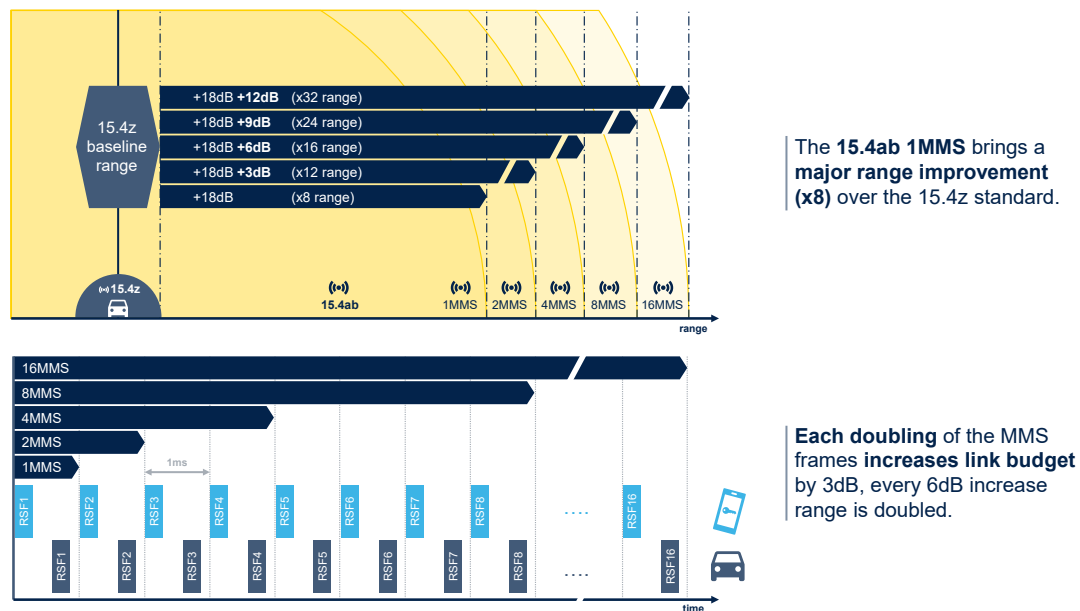 15.4z
baseline
range
+18dB +12dB (x32 range)
+18dB +9dB (x24 range)
+18dB +6dB (x16 range)
+18dB +3dB (x12 range)
+18dB (x8 range)
15.4z
15.4ab
1MMS
2MMS
4MMS
8MMS
16MMS
range
The 15.4ab 1MMS brings a
major range improvement
(x8) over the 15.4z standard.
16MMS
8MMS
4MMS
2MMS
1MMS
1ms
RSF1
RSF2
RSF3
RSF4
RSF5
RSF6
RSF7
RSF8
....
RSF16
RSF1
RSF2
RSF3
RSF4
RSF5
RSF6
RSF7
RSF8
....
RSF16
time
Each doubling of the MMS
frames increases link budget
by 3dB, every 6dB increase
range is doubled.